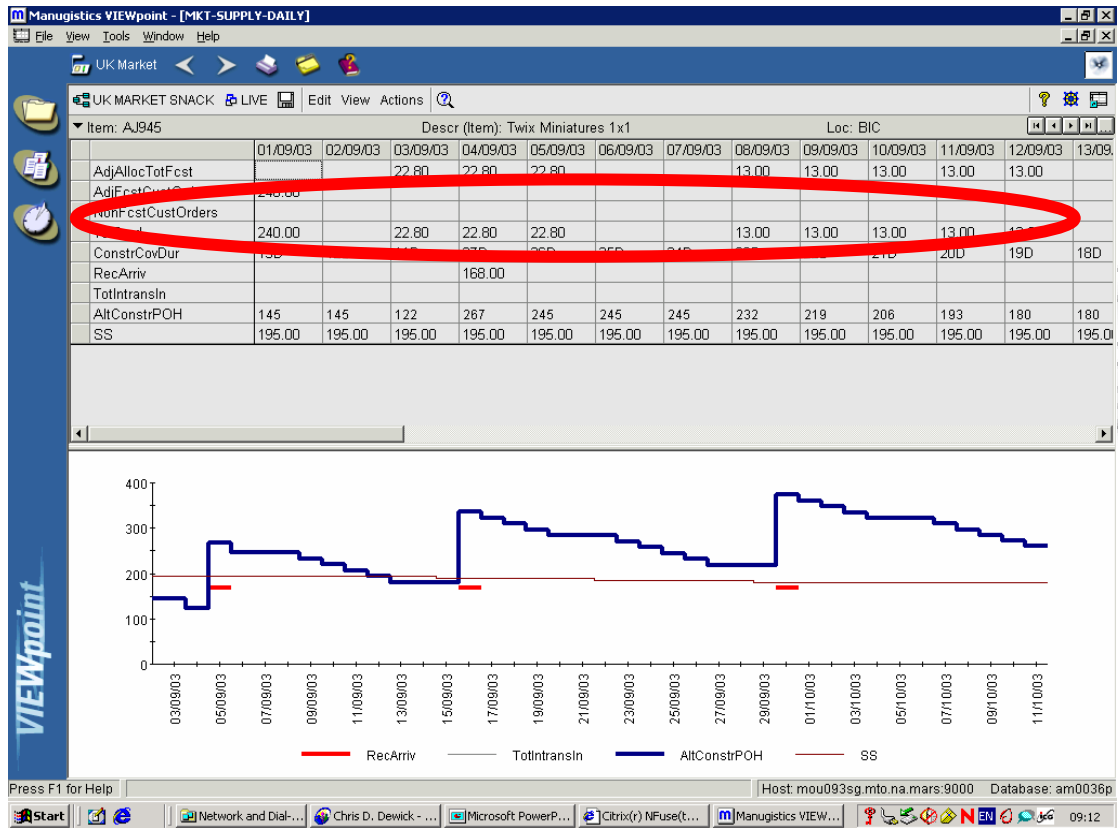 Manugistics VIEWpoint - [MKT-SUPPLY-DAILY]
File View Tools Window Help
UK Market
UK MARKET SNACK LIVE Edit View Actions
Item: AJ945 Descr (Item): Twix Miniatures 1x1 Loc: BIC
01/09/03 02/09/03 03/09/03 04/09/03 05/09/03 06/09/03 07/09/03 08/09/03 09/09/03 10/09/03 11/09/03 12/09/03 13/09.
AdjAllocTotFcst 22.80 22.80 22.80 13.00 13.00 13.00 13.00 13.00
240.00
NonFcstCustOrders
240.00 22.80 22.80 22.80 13.00 13.00 13.00 13.00
ConstrCovDur 20D 19D 18D
RecArriv 168.00
TotIntransIn
AltConstrPOH 145 145 122 267 245 245 245 232 219 206 193 180 180
SS 195.00 195.00 195.00 195.00 195.00 195.00 195.00 195.00 195.00 195.00 195.00 195.00 195.0
400
300
200
100
0
03/09/03 05/09/03 07/09/03 09/09/03 11/09/03 13/09/03 15/09/03 17/09/03 19/09/03 21/09/03 23/09/03 25/09/03 27/09/03 29/09/03 01/10/03 03/10/03 05/10/03 07/10/03 09/10/03 11/10/03
RecArriv TotIntransIn AltConstrPOH SS
VIEWpoint
Press F1 for Help Host: mou093sg.mto.na.mars:9000 Database: am0036p
Start Network and Dial-... Chris D. Dewick - ... Microsoft PowerP... Citrix(r) NFuse(t... Manugistics VIEW... EN 09:12